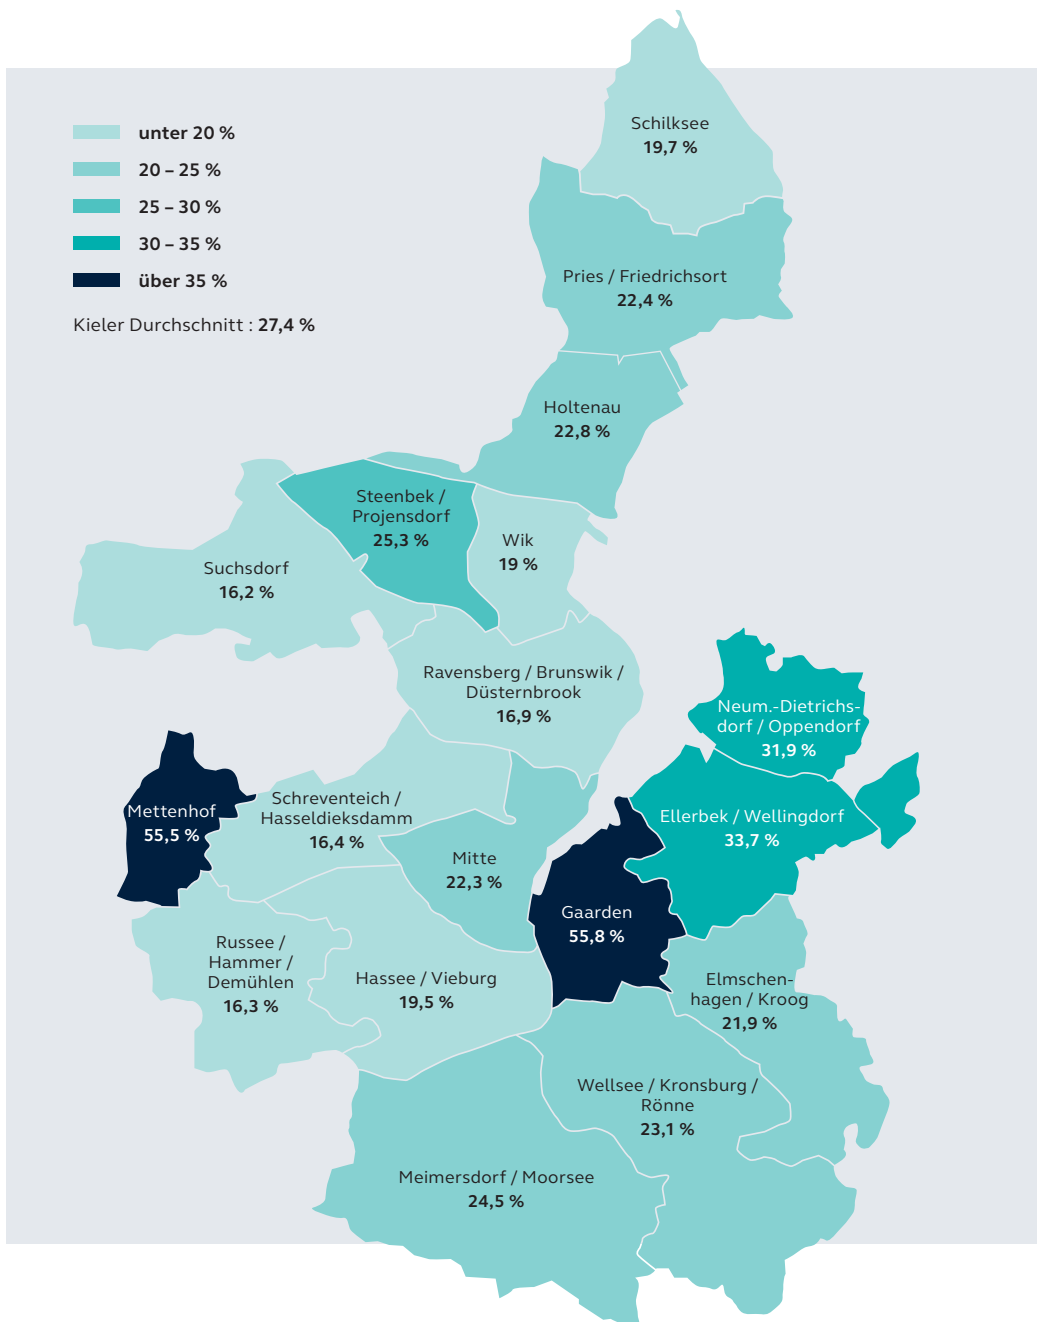 unter 20 %
20 – 25 %
25 – 30 %
30 – 35 %
über 35 %
Kieler Durchschnitt : 27,4 %
Schilksee
19,7 %
Pries / Friedrichsort
22,4 %
Holtenau
22,8 %
Steenbek /
Projensdorf
25,3 %
Wik
19 %
Suchsdorf
16,2 %
Ravensberg / Brunswik /
Düsternbrook
16,9 %
Neum.-Dietrichs-
dorf / Oppendorf
31,9 %
Mettenhof
55,5 %
Schreventeich /
Hasseldieksdamm
16,4 %
Ellerbek / Wellingdorf
33,7 %
Mitte
22,3 %
Gaarden
55,8 %
Russee /
Hammer /
Demühlen
16,3 %
Hassee / Vieburg
19,5 %
Elmschen-
hagen / Kroog
21,9 %
Wellsee / Kronsburg /
Rönne
23,1 %
Meimersdorf / Moorsee
24,5 %